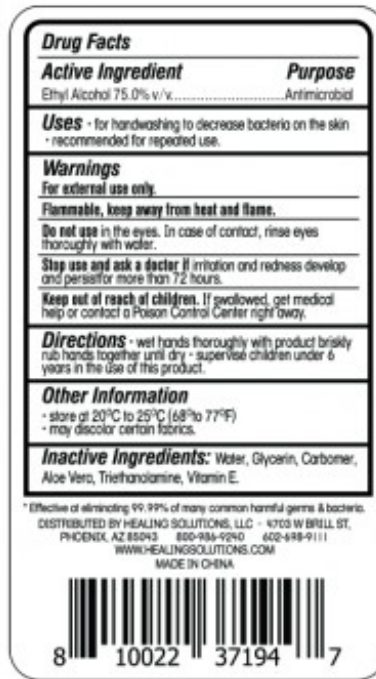 Drug Facts
Active Ingredient Purpose
Ethyl Alcohol 75.0% v/v..........................Antimicrobial
Uses • for handwashing to decrease bacteria on the skin
• recommended for repeated use.
Warnings
For external use only.
Flammable, keep away from heat and flame.
Do not use in the eyes. In case of contact, rinse eyes
thoroughly with water.
Stop use and ask a doctor if irritation and redness develop
and persistfor more than 72 hours.
Keep out of reach of children. If swallowed, get medical
help or contact a Poison Control Center right away.
Directions • wet hands thoroughly with product briskly
rub hands together until dry • supervise children under 6
years in the use of this product.
Other Information
• store at 20°C to 25°C (68°to 77°F)
• may discolor certain fabrics.
Inactive Ingredients: Water, Glycerin, Carbomer,
Aloe Vera, Triethanolamine, Vitamin E.
* Effective at eliminating 99.99% of many common harmful germs & bacteria.
DISTRIBUTED BY HEALING SOLUTIONS, LLC • 4703 W BRILL ST,
PHOENIX, AZ 85043 800-986-9240 602-698-9111
WWW.HEALINGSOLUTIONS.COM
MADE IN CHINA
8 10022 37194 7